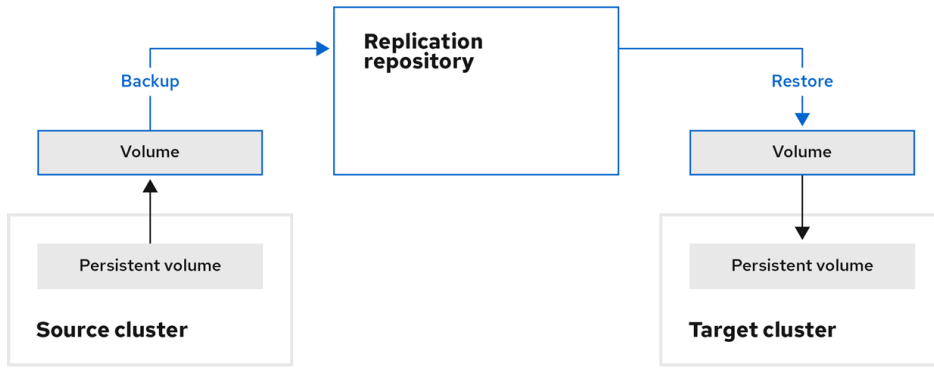 Replication
repository
Backup
Restore
Volume
Volume
Persistent volume
Persistent volume
Source cluster
Target cluster